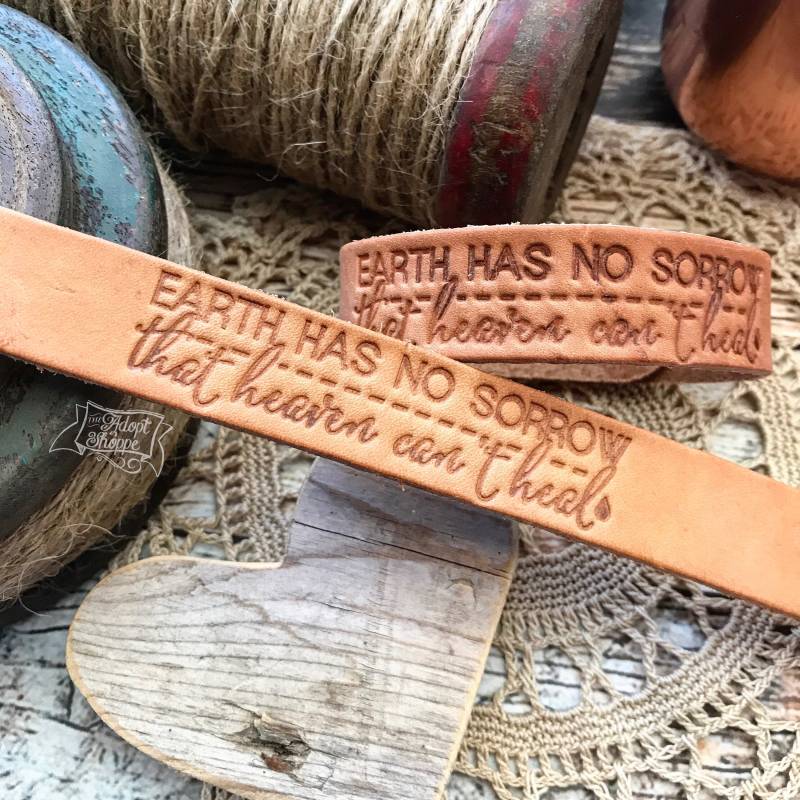 EARTH HAS NO SORROW
that heaven can't heal
EARTH HAS NO SORROW
that heaven can't heal
THE
Adopt
Shoppe